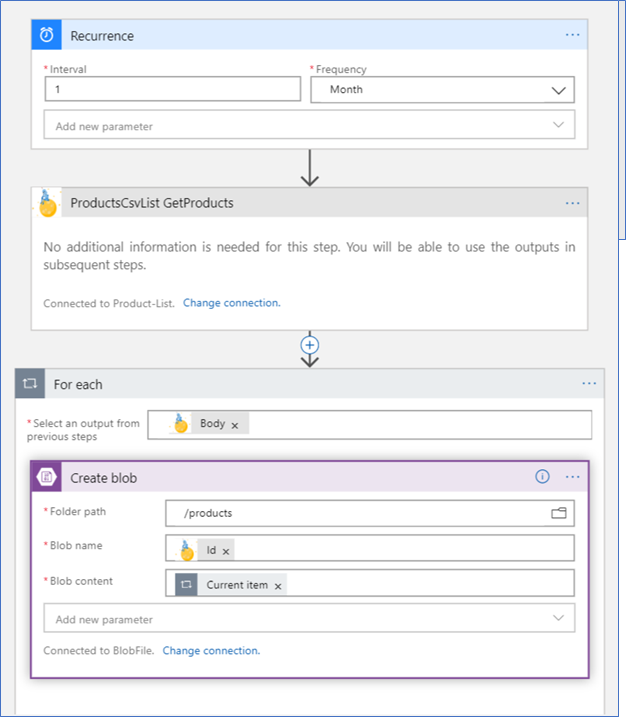 Recurrence ...
* Interval
* Frequency
1
Month
Add new parameter
ProductsCsvList GetProducts ...
No additional information is needed for this step. You will be able to use the outputs in
subsequent steps.
Connected to Product-List. Change connection.
+
For each ...
* Select an output from
previous steps
Body ×
Create blob ...
* Folder path
/products
* Blob name
Id ×
* Blob content
Current item ×
Add new parameter
Connected to BlobFile. Change connection.